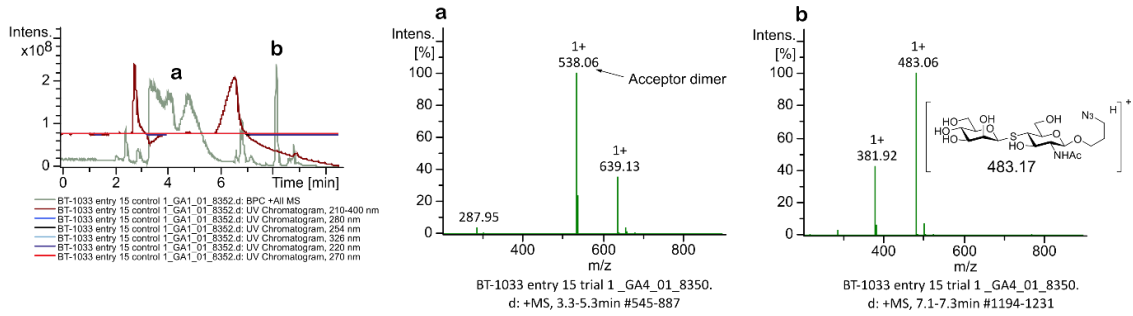 Intens.
x10⁸
a
b
2
1
0
0 2 4 6 8 Time [min]
BT-1033 entry 15 control 1_GA1_01_8352.d: BPC +All MS
BT-1033 entry 15 control 1_GA1_01_8352.d: UV Chromatogram, 210-400 nm
BT-1033 entry 15 control 1_GA1_01_8352.d: UV Chromatogram, 280 nm
BT-1033 entry 15 control 1_GA1_01_8352.d: UV Chromatogram, 254 nm
BT-1033 entry 15 control 1_GA1_01_8352.d: UV Chromatogram, 326 nm
BT-1033 entry 15 control 1_GA1_01_8352.d: UV Chromatogram, 220 nm
BT-1033 entry 15 control 1_GA1_01_8352.d: UV Chromatogram, 270 nm
a
Intens.
[%]
1+
538.06
Acceptor dimer
1+
639.13
287.95
100
80
60
40
20
0
400 600 800
m/z
BT-1033 entry 15 trial 1 _GA4_01_8350.
d: +MS, 3.3-5.3min #545-887
b
Intens.
[%]
1+
483.06
1+
381.92
100
80
60
40
20
0
HO OH
HO
HO
S
OH
HO
O
NHAc
N₃
H
+
483.17
400 600 800
m/z
BT-1033 entry 15 trial 1 _GA4_01_8350.
d: +MS, 7.1-7.3min #1194-1231